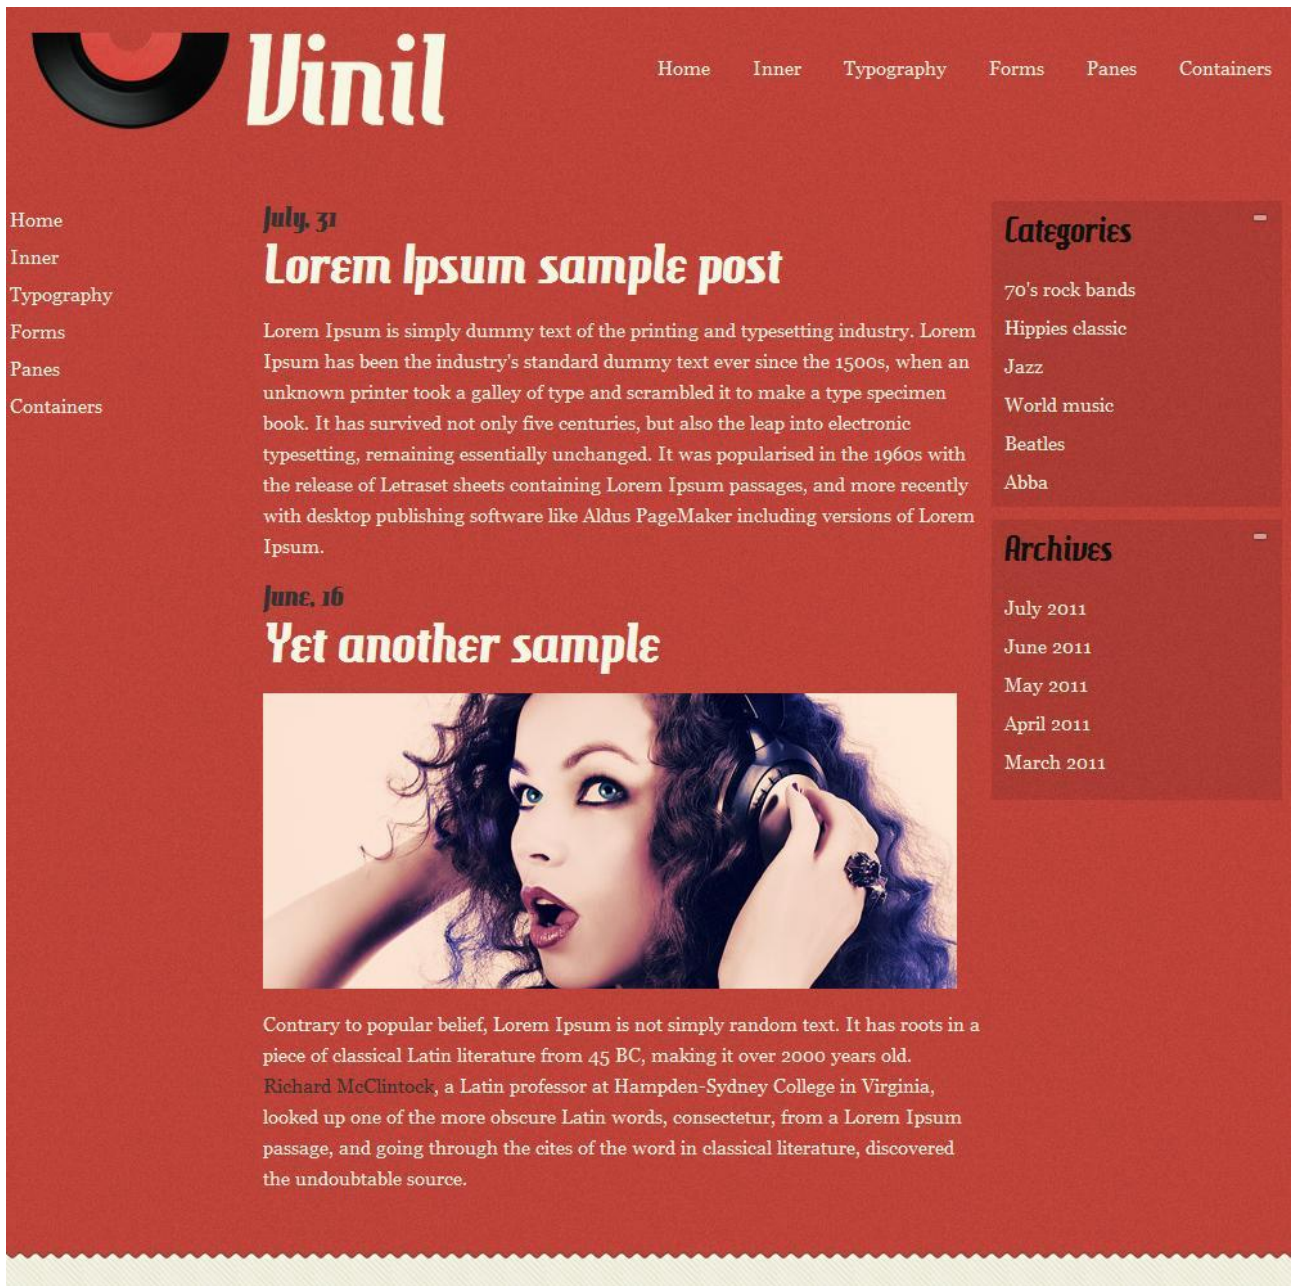 Vinil
Home Inner Typography Forms Panes Containers
Home
Inner
Typography
Forms
Panes
Containers
July, 31
Lorem Ipsum sample post
Lorem Ipsum is simply dummy text of the printing and typesetting industry. Lorem
Ipsum has been the industry's standard dummy text ever since the 1500s, when an
unknown printer took a galley of type and scrambled it to make a type specimen
book. It has survived not only five centuries, but also the leap into electronic
typesetting, remaining essentially unchanged. It was popularised in the 1960s with
the release of Letraset sheets containing Lorem Ipsum passages, and more recently
with desktop publishing software like Aldus PageMaker including versions of Lorem
Ipsum.
June, 16
Yet another sample
Contrary to popular belief, Lorem Ipsum is not simply random text. It has roots in a
piece of classical Latin literature from 45 BC, making it over 2000 years old.
Richard McClintock, a Latin professor at Hampden-Sydney College in Virginia,
looked up one of the more obscure Latin words, consectetur, from a Lorem Ipsum
passage, and going through the cites of the word in classical literature, discovered
the undoubtable source.
Categories
70's rock bands
Hippies classic
Jazz
World music
Beatles
Abba
Archives
July 2011
June 2011
May 2011
April 2011
March 2011